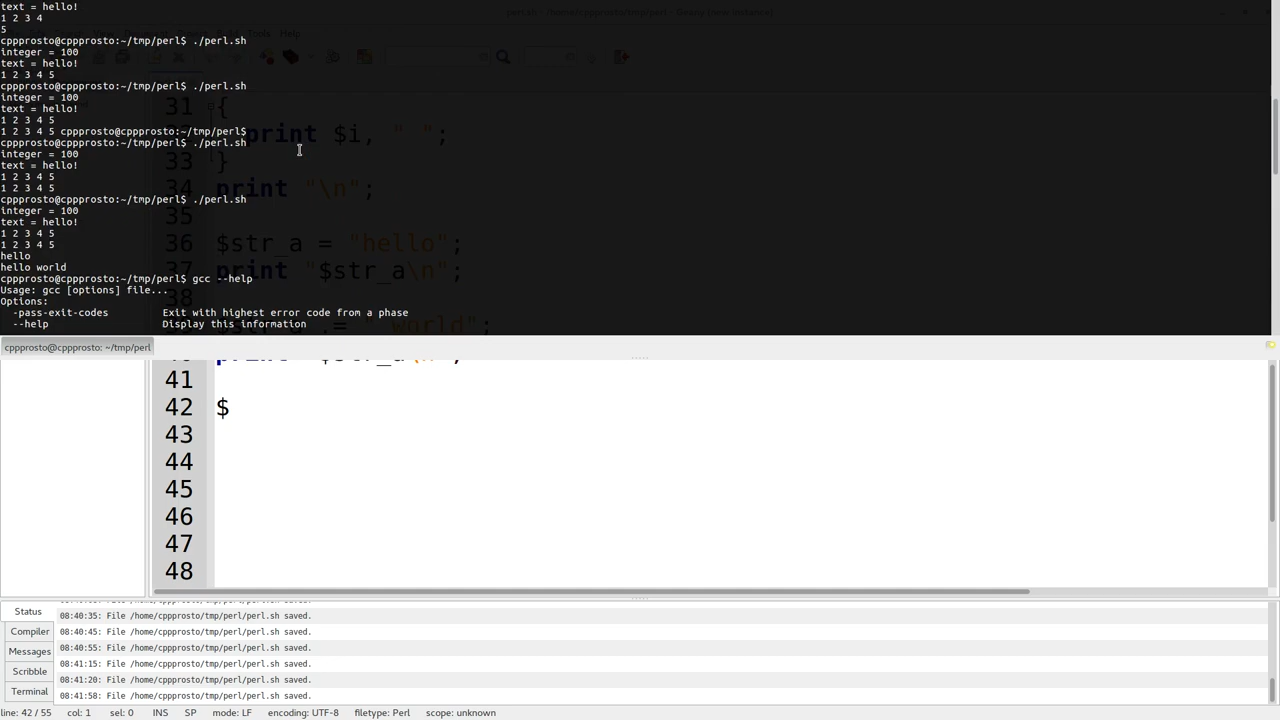 text = hello!
1 2 3 4
5
cppprosto@cppprosto:~/tmp/perl$ ./perl.sh
integer = 100
text = hello!
1 2 3 4 5
cppprosto@cppprosto:~/tmp/perl$ ./perl.sh
integer = 100
text = hello!
1 2 3 4 5
1 2 3 4 5 cppprosto@cppprosto:~/tmp/perl$
cppprosto@cppprosto:~/tmp/perl$ ./perl.sh
integer = 100
text = hello!
1 2 3 4 5
1 2 3 4 5
cppprosto@cppprosto:~/tmp/perl$ ./perl.sh
integer = 100
text = hello!
1 2 3 4 5
1 2 3 4 5
hello
hello world
cppprosto@cppprosto:~/tmp/perl$ gcc --help
Usage: gcc [options] file...
Options:
-pass-exit-codes Exit with highest error code from a phase
--help Display this information
cppprosto@cppprosto: ~/tmp/perl
31 {
print $i, " ";
33 }
34 print "\n";
35
36 $str_a = "hello";
37 print "$str_a\n";
38
.= " world";
print "$str_a\n";
41
42 $
43
44
45
46
47
48
Status
Compiler
Messages
Scribble
Terminal
08:40:35: File /home/cppprosto/tmp/perl/perl.sh saved.
08:40:45: File /home/cppprosto/tmp/perl/perl.sh saved.
08:40:55: File /home/cppprosto/tmp/perl/perl.sh saved.
08:41:15: File /home/cppprosto/tmp/perl/perl.sh saved.
08:41:20: File /home/cppprosto/tmp/perl/perl.sh saved.
08:41:58: File /home/cppprosto/tmp/perl/perl.sh saved.
line: 42 / 55 col: 1 sel: 0 INS SP mode: LF encoding: UTF-8 filetype: Perl scope: unknown